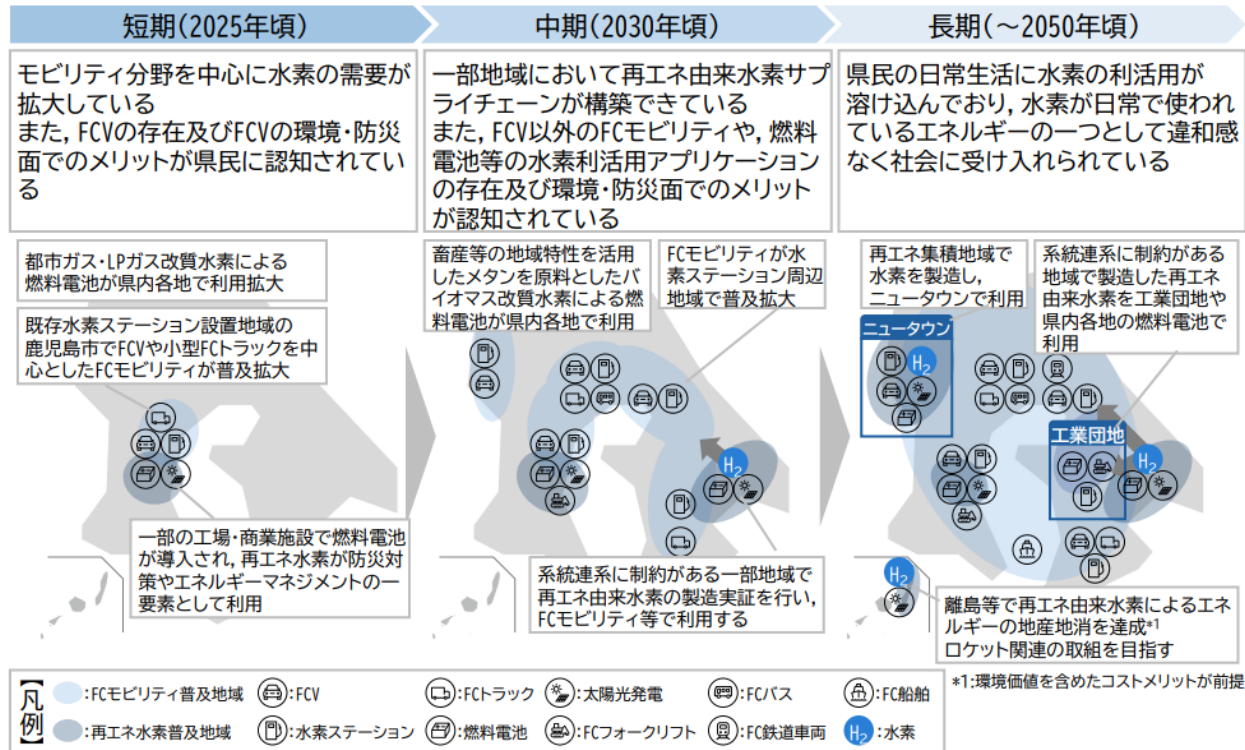 短期(2025年頃)
中期(2030年頃)
長期(～2050年頃)
モビリティ分野を中心に水素の需要が
拡大している
また,FCVの存在及びFCVの環境・防災
面でのメリットが県民に認知されてい
る
一部地域において再エネ由来水素サプ
ライチェーンが構築できている
また,FCV以外のFCモビリティや,燃料
電池等の水素利活用アプリケーション
の存在及び環境・防災面でのメリット
が認知されている
県民の日常生活に水素の利活用が
溶け込んでおり,水素が日常で使われ
ているエネルギーの一つとして違和感
なく社会に受け入れられている
都市ガス・LPガス改質水素による
燃料電池が県内各地で利用拡大
既存水素ステーション設置地域の
鹿児島市でFCVや小型FCトラックを中
心としたFCモビリティが普及拡大
一部の工場・商業施設で燃料電池
が導入され,再エネ水素が防災対
策やエネルギーマネジメントの一
要素として利用
畜産等の地域特性を活用
したメタンを原料としたバ
イオマス改質水素による燃
料電池が県内各地で利用
FCモビリティが水
素ステーション周辺
地域で普及拡大
H2
系統連系に制約がある一部地域で
再エネ由来水素の製造実証を行い,
FCモビリティ等で利用する
再エネ集積地域で
水素を製造し,
ニュータウンで利用
系統連系に制約がある
地域で製造した再エネ
由来水素を工業団地や
県内各地の燃料電池で
利用
ニュータウン
H2
工業団地
H2
H2
離島等で再エネ由来水素によるエネ
ルギーの地産地消を達成*1
ロケット関連の取組を目指す
【凡例】
:FCモビリティ普及地域
:FCV
:FCトラック
:太陽光発電
:FCバス
:FC船舶
:再エネ水素普及地域
:水素ステーション
:燃料電池
:FCフォークリフト
:FC鉄道車両
H2:水素
*1:環境価値を含めたコストメリットが前提